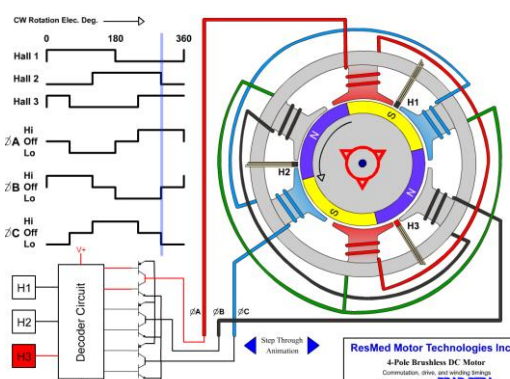 CW Rotation Elec. Deg.
0 180 360
Hall 1
Hall 2
Hall 3
Hi
ØA Off
Lo
Hi
ØB Off
Lo
Hi
ØC Off
Lo
V+
H1
H2
H3
Decoder Circuit
ØA ØB ØC
H1
H2
H3
S
N
S
N
Step Through
Animation
ResMed Motor Technologies Inc
4-Pole Brushless DC Motor
Commutation, drive, and winding timings